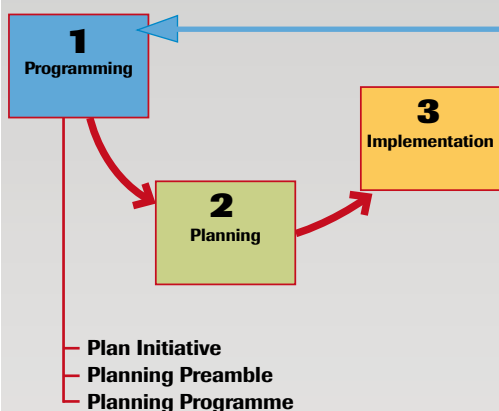 1
Programming
2
Planning
3
Implementation
Plan Initiative
Planning Preamble
Planning Programme